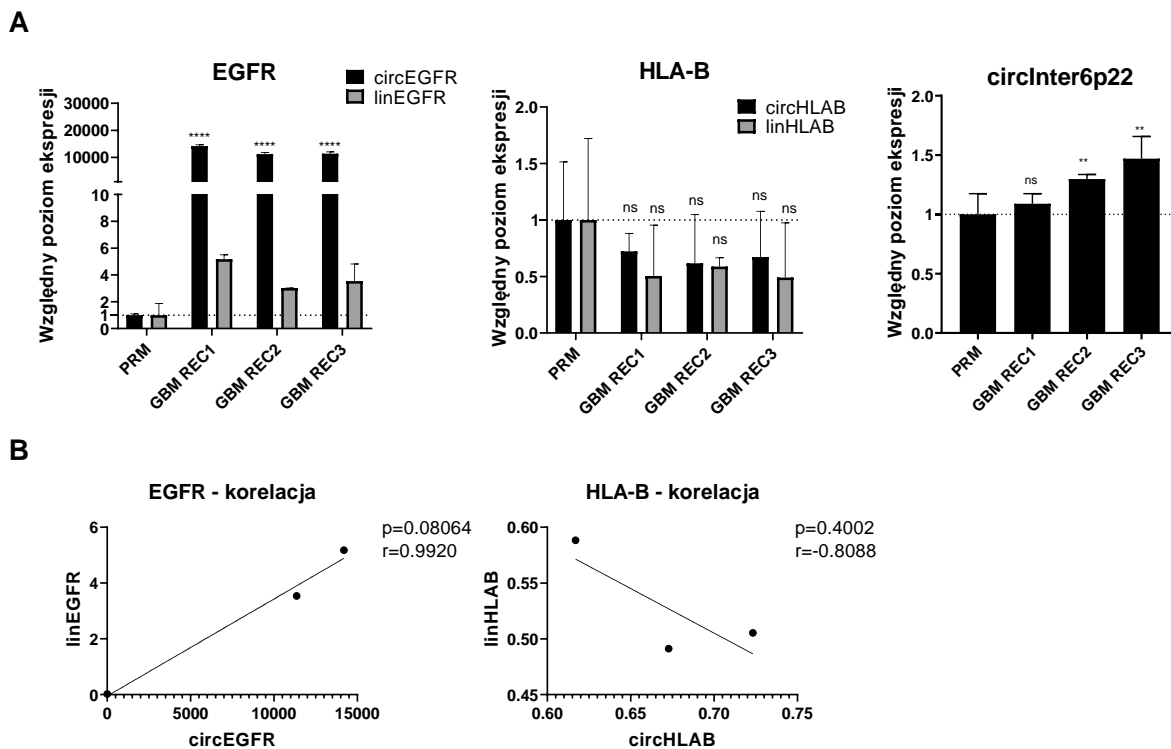 A
EGFR
circEGFR
linEGFR
Względny poziom ekspresji
30000
20000
10000
10
8
6
4
2
1
0
****
****
****
PRM
GBM REC1
GBM REC2
GBM REC3
HLA-B
circHLAB
linHLAB
Względny poziom ekspresji
2.0
1.5
1
0.5
0.0
ns
ns
ns
ns
ns
ns
PRM
GBM REC1
GBM REC2
GBM REC3
circInter6p22
Względny poziom ekspresji
2.0
1.5
1
0.5
0.0
ns
**
**
PRM
GBM REC1
GBM REC2
GBM REC3
B
EGFR - korelacja
p=0.08064
r=0.9920
linEGFR
6
4
2
0
0
5000
10000
15000
circEGFR
HLA-B - korelacja
p=0.4002
r=-0.8088
linHLAB
0.60
0.55
0.50
0.45
0.60
0.65
0.70
0.75
circHLAB